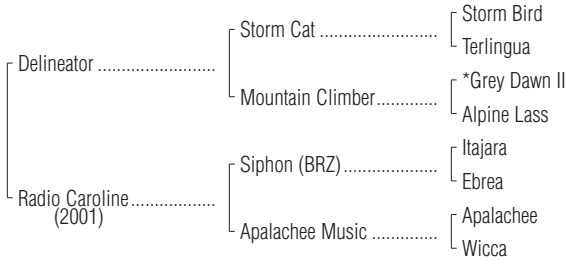 Storm Bird
Storm Cat ......................
Terlingua
Delineator ......................
*Grey Dawn II
Mountain Climber.............
Alpine Lass
Itajara
Siphon (BRZ)...................
Ebrea
Radio Caroline................
(2001)
Apalachee
Apalachee Music .............
Wicca